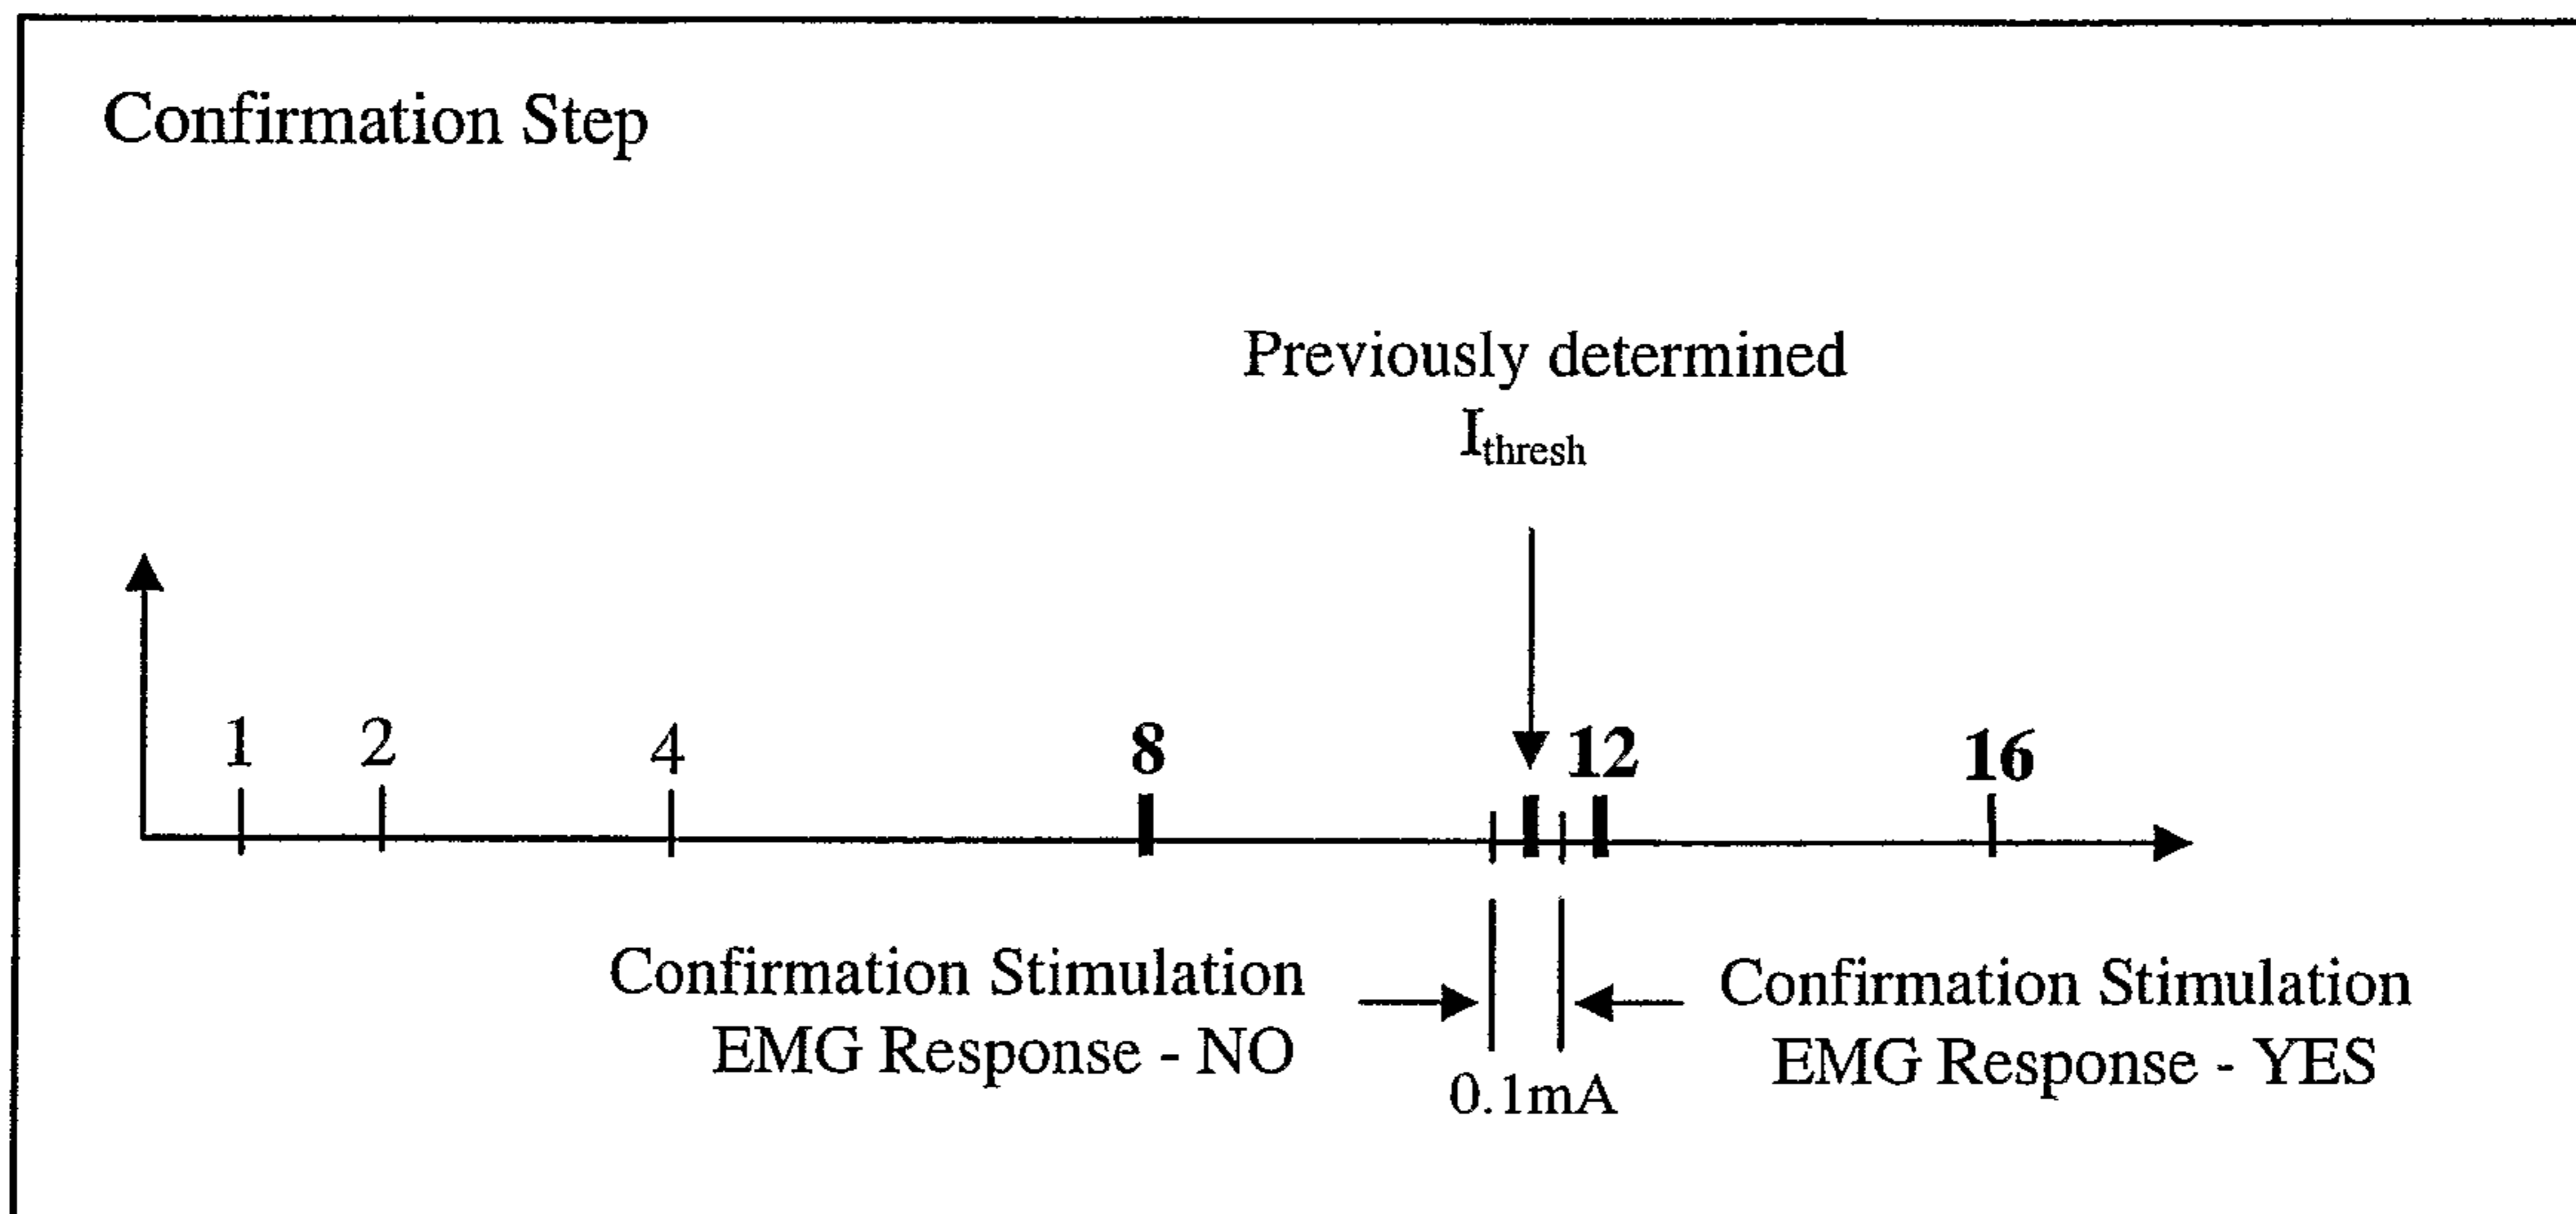 Confirmation Step
Previously determined
I_thresh
1
2
4
8
12
16
Confirmation Stimulation
EMG Response - NO
0.1mA
Confirmation Stimulation
EMG Response - YES